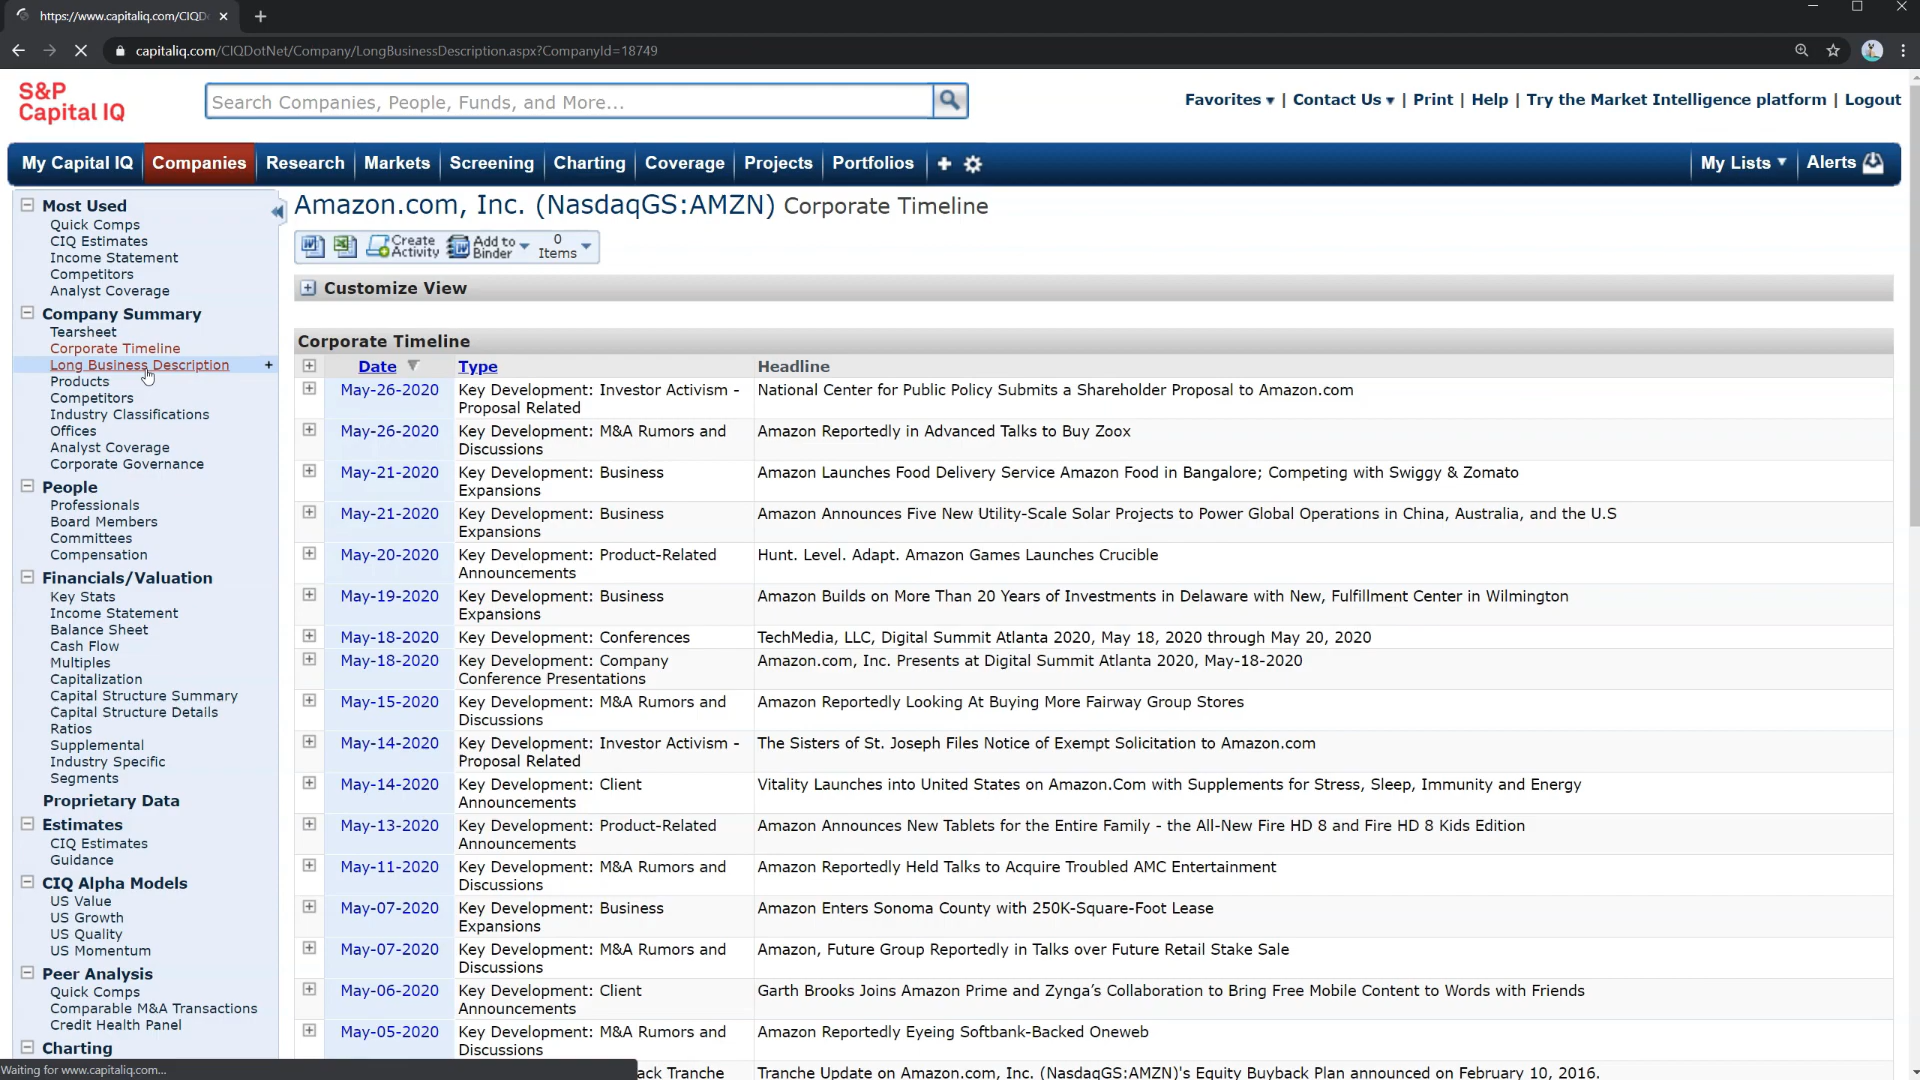 https://www.capitaliq.com/CIQD
capitaliq.com/CIQDotNet/Company/LongBusinessDescription.aspx?CompanyId=18749
S&P
Capital IQ
Search Companies, People, Funds, and More...
Favorites ▾ | Contact Us ▾ | Print | Help | Try the Market Intelligence platform | Logout
My Capital IQ Companies Research Markets Screening Charting Coverage Projects Portfolios My Lists ▾ Alerts
Most Used
Quick Comps
CIQ Estimates
Income Statement
Competitors
Analyst Coverage
Company Summary
Tearsheet
Corporate Timeline
Long Business Description +
Products
Competitors
Industry Classifications
Offices
Analyst Coverage
Corporate Governance
People
Professionals
Board Members
Committees
Compensation
Financials/Valuation
Key Stats
Income Statement
Balance Sheet
Cash Flow
Multiples
Capitalization
Capital Structure Summary
Capital Structure Details
Ratios
Supplemental
Industry Specific
Segments
Proprietary Data
Estimates
CIQ Estimates
Guidance
CIQ Alpha Models
US Value
US Growth
US Quality
US Momentum
Peer Analysis
Quick Comps
Comparable M&A Transactions
Credit Health Panel
Charting
Waiting for www.capitaliq.com...
Amazon.com, Inc. (NasdaqGS:AMZN) Corporate Timeline
Create Activity
Add to Binder
0 Items
Customize View
Corporate Timeline
Date Type Headline
May-26-2020 Key Development: Investor Activism - National Center for Public Policy Submits a Shareholder Proposal to Amazon.com
Proposal Related
May-26-2020 Key Development: M&A Rumors and Amazon Reportedly in Advanced Talks to Buy Zoox
Discussions
May-21-2020 Key Development: Business Amazon Launches Food Delivery Service Amazon Food in Bangalore; Competing with Swiggy & Zomato
Expansions
May-21-2020 Key Development: Business Amazon Announces Five New Utility-Scale Solar Projects to Power Global Operations in China, Australia, and the U.S
Expansions
May-20-2020 Key Development: Product-Related Hunt. Level. Adapt. Amazon Games Launches Crucible
Announcements
May-19-2020 Key Development: Business Amazon Builds on More Than 20 Years of Investments in Delaware with New, Fulfillment Center in Wilmington
Expansions
May-18-2020 Key Development: Conferences TechMedia, LLC, Digital Summit Atlanta 2020, May 18, 2020 through May 20, 2020
May-18-2020 Key Development: Company Amazon.com, Inc. Presents at Digital Summit Atlanta 2020, May-18-2020
Conference Presentations
May-15-2020 Key Development: M&A Rumors and Amazon Reportedly Looking At Buying More Fairway Group Stores
Discussions
May-14-2020 Key Development: Investor Activism - The Sisters of St. Joseph Files Notice of Exempt Solicitation to Amazon.com
Proposal Related
May-14-2020 Key Development: Client Vitality Launches into United States on Amazon.Com with Supplements for Stress, Sleep, Immunity and Energy
Announcements
May-13-2020 Key Development: Product-Related Amazon Announces New Tablets for the Entire Family - the All-New Fire HD 8 and Fire HD 8 Kids Edition
Announcements
May-11-2020 Key Development: M&A Rumors and Amazon Reportedly Held Talks to Acquire Troubled AMC Entertainment
Discussions
May-07-2020 Key Development: Business Amazon Enters Sonoma County with 250K-Square-Foot Lease
Expansions
May-07-2020 Key Development: M&A Rumors and Amazon, Future Group Reportedly in Talks over Future Retail Stake Sale
Discussions
May-06-2020 Key Development: Client Garth Brooks Joins Amazon Prime and Zynga's Collaboration to Bring Free Mobile Content to Words with Friends
Announcements
May-05-2020 Key Development: M&A Rumors and Amazon Reportedly Eyeing Softbank-Backed Oneweb
Discussions
ack Tranche Tranche Update on Amazon.com, Inc. (NasdaqGS:AMZN)'s Equity Buyback Plan announced on February 10, 2016.